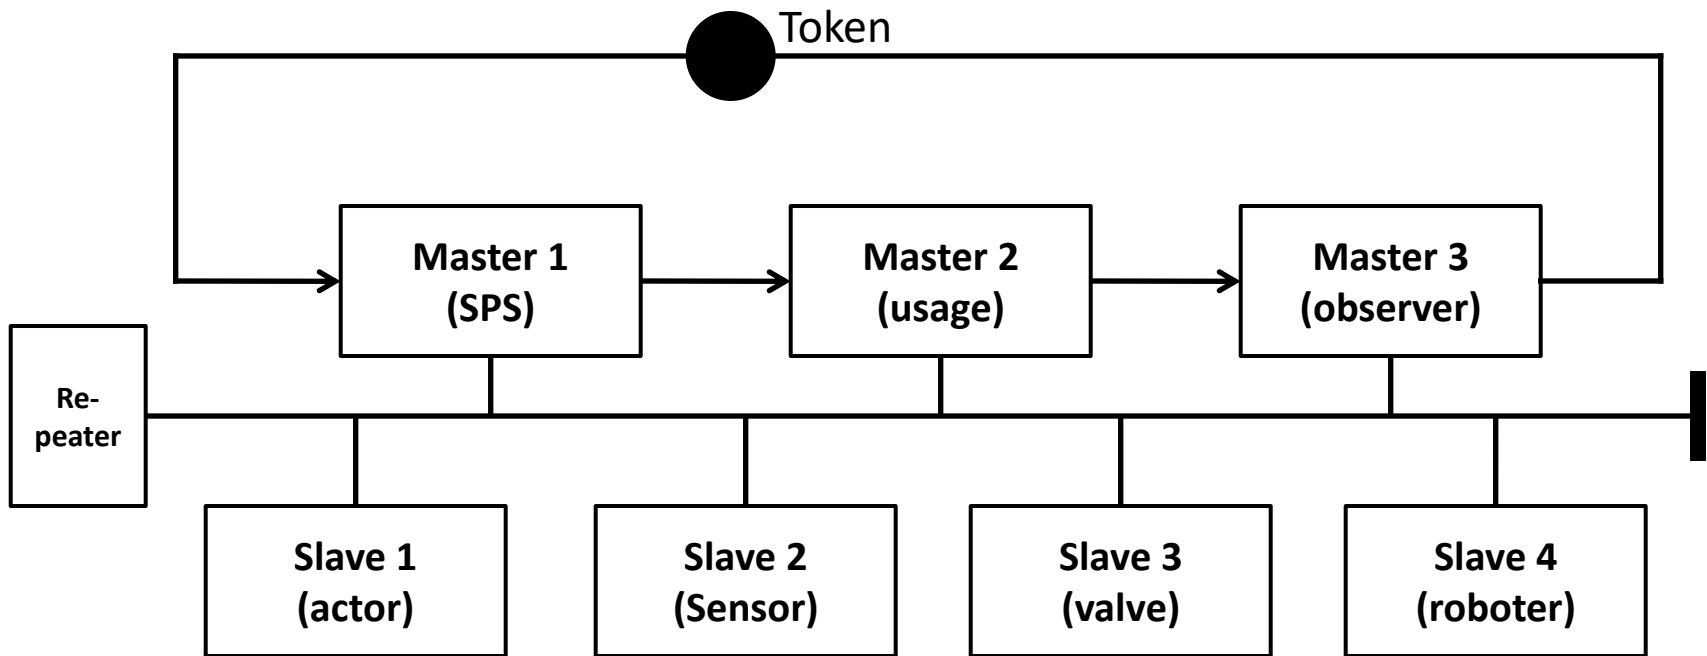 Token
Master 1
(SPS)
Master 2
(usage)
Master 3
(observer)
Re-
peater
Slave 1
(actor)
Slave 2
(Sensor)
Slave 3
(valve)
Slave 4
(roboter)